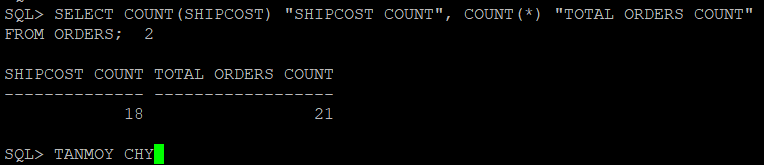 SQL> SELECT COUNT(SHIPCOST) "SHIPCOST COUNT", COUNT(*) "TOTAL ORDERS COUNT"
FROM ORDERS;  2
SHIPCOST COUNT TOTAL ORDERS COUNT
-------------- ------------------
            18                 21
SQL> TANMOY CHY